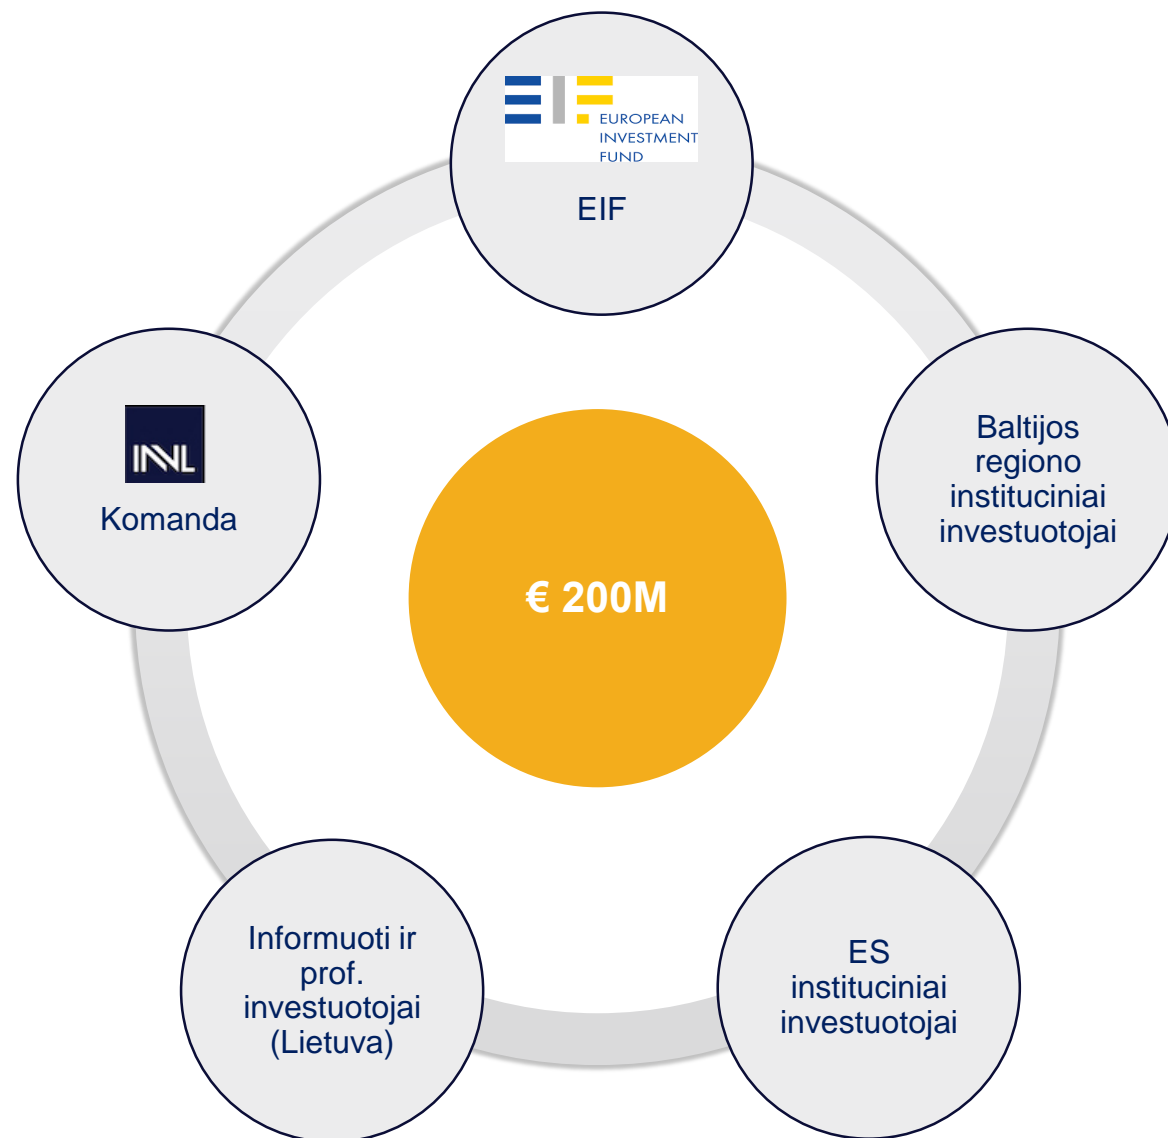 EUROPEAN
INVESTMENT
FUND
EIF
INVL
Komanda
Baltijos
regiono
instituciniai
investuotojai
€ 200M
Informuoti ir
prof.
investuotojai
(Lietuva)
ES
instituciniai
investuotojai